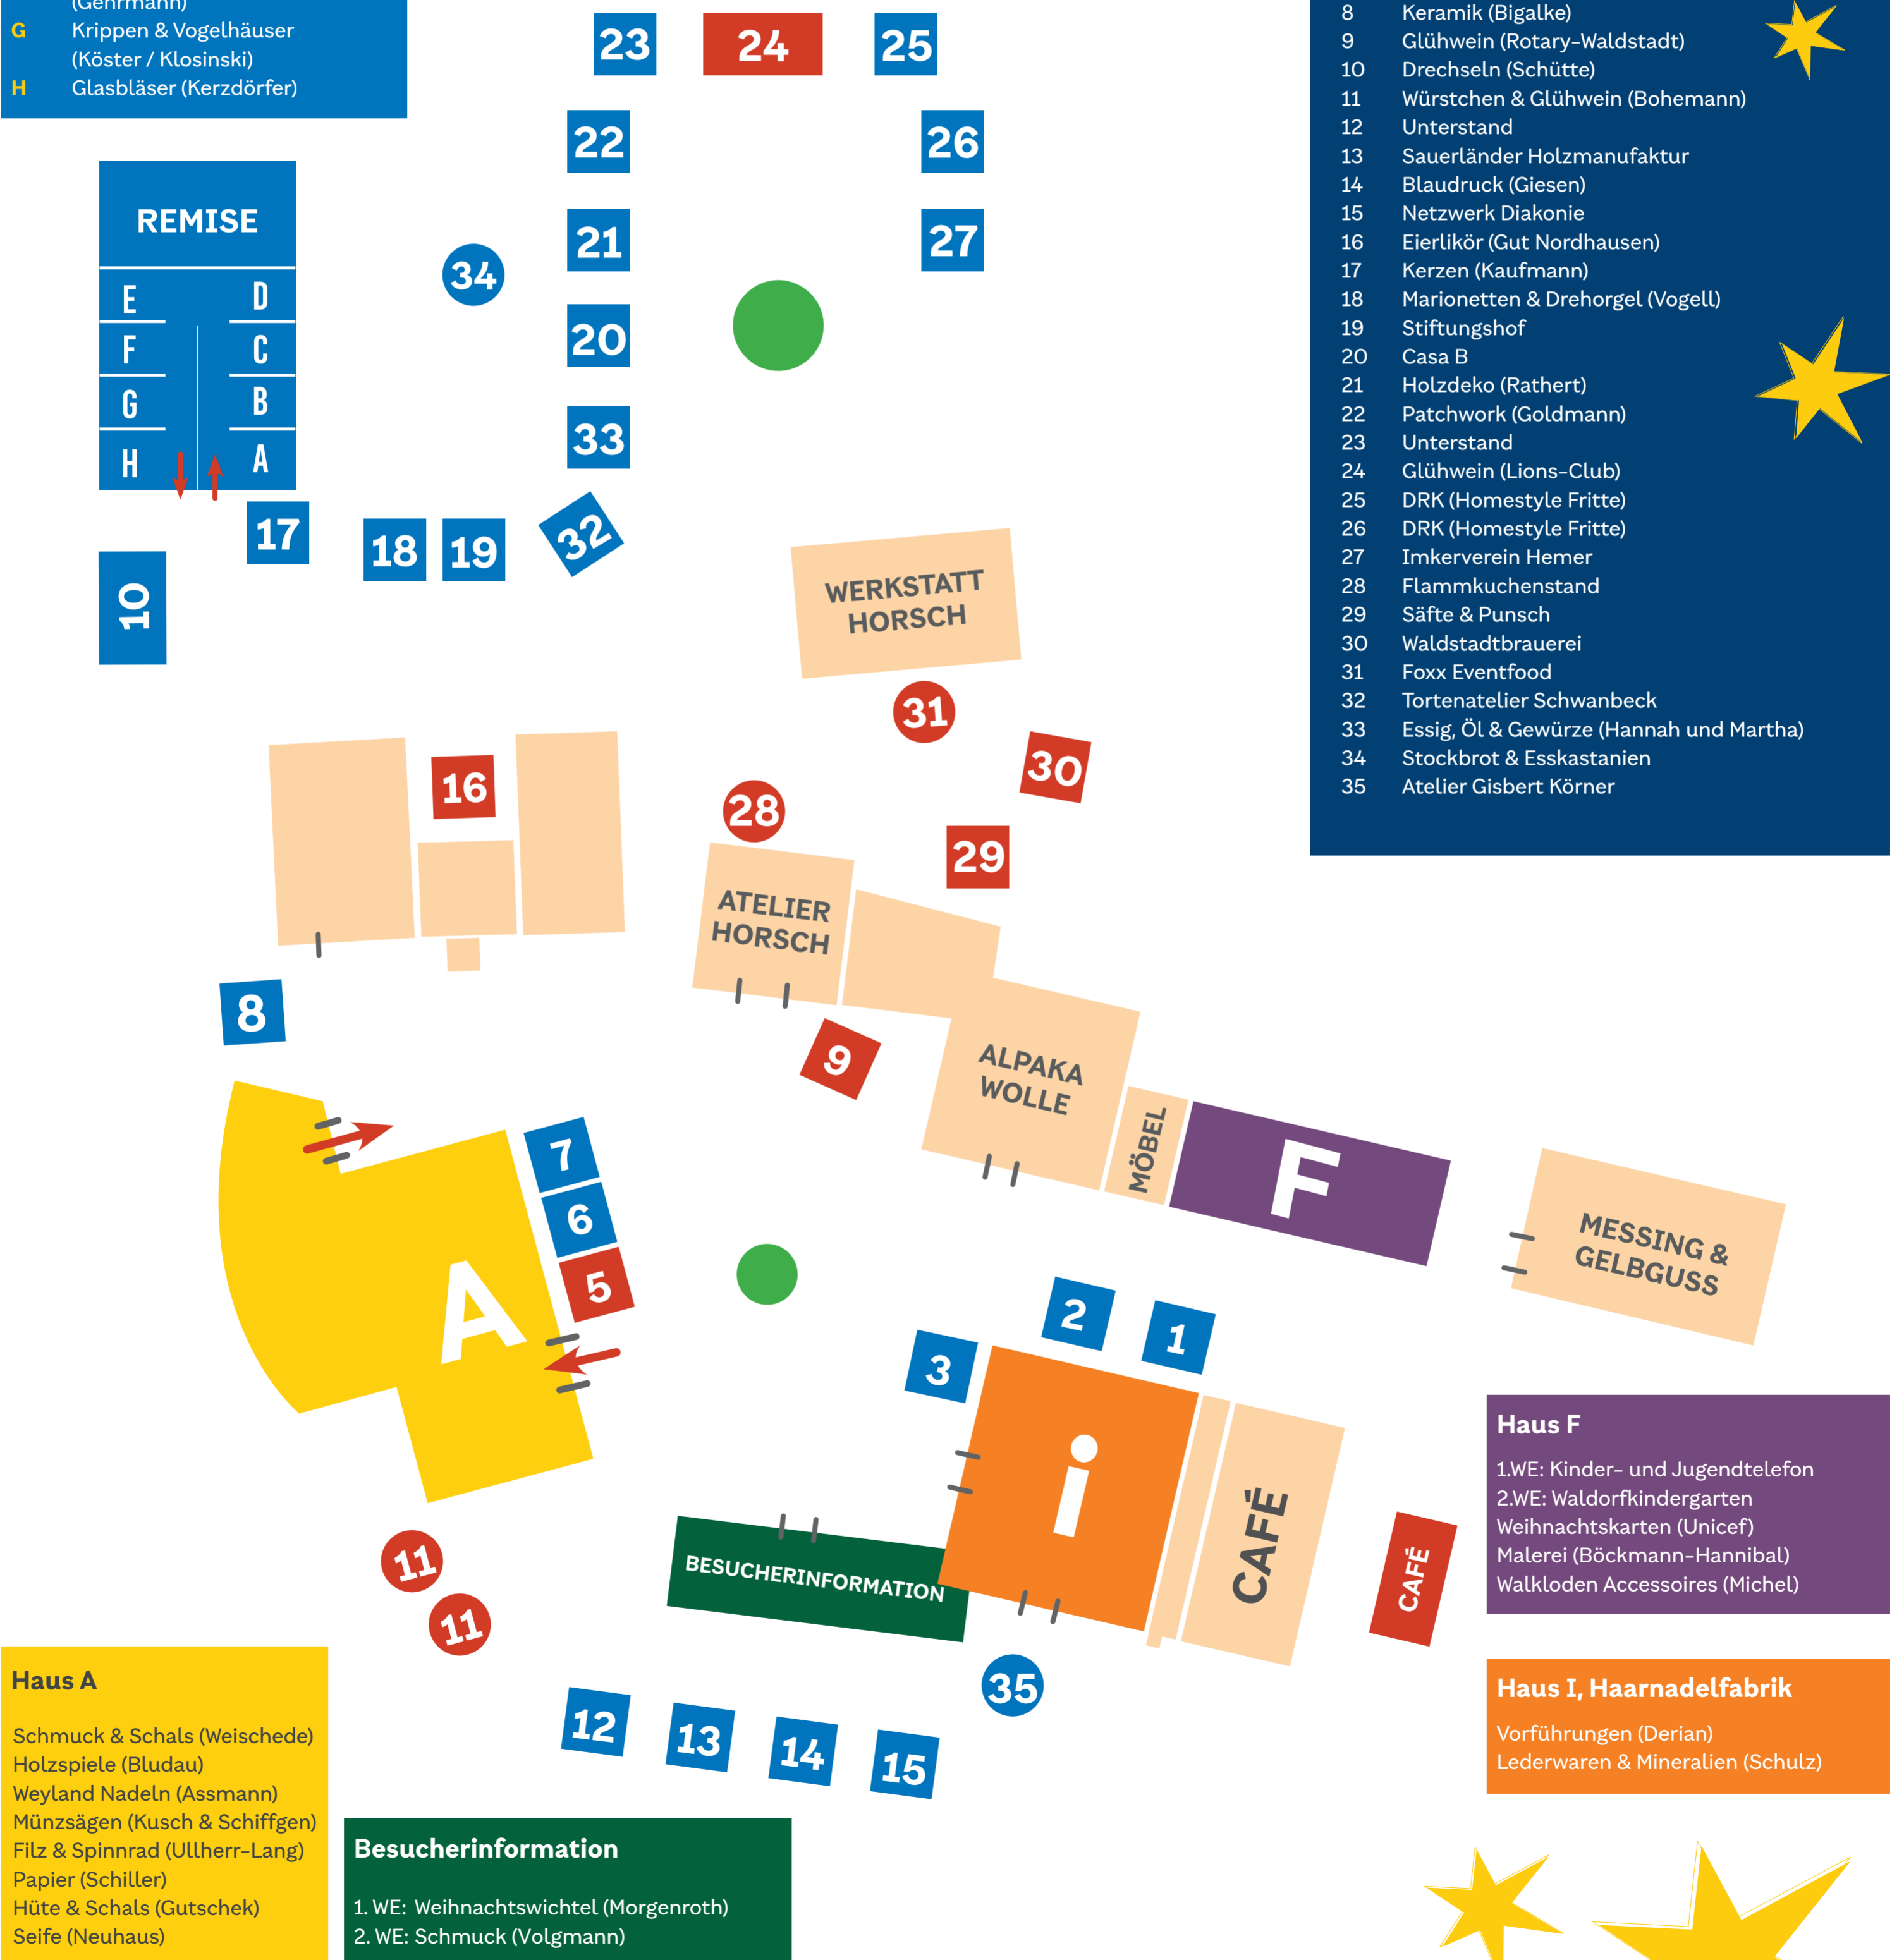 (Gehrmann)
G Krippen & Vogelhäuser
(Köster / Klosinski)
H Glasbläser (Kerzdörfer)
23 24 25
22 26
21 27
34
20
33
REMISE
E D
F C
G B
H A
17 18 19 32
10
WERKSTATT
HORSCH
31
30
16
28
29
ATELIER
HORSCH
8
9
ALPAKA
WOLLE
MÖBEL
F
MESSING &
GELBGUSS
7
6
5
A
2
1
3
i
CAFÉ
CAFÉ
BESUCHERINFORMATION
11
11
35
12 13 14 15
8 Keramik (Bigalke)
9 Glühwein (Rotary-Waldstadt)
10 Drechseln (Schütte)
11 Würstchen & Glühwein (Bohemann)
12 Unterstand
13 Sauerländer Holzmanufaktur
14 Blaudruck (Giesen)
15 Netzwerk Diakonie
16 Eierlikör (Gut Nordhausen)
17 Kerzen (Kaufmann)
18 Marionetten & Drehorgel (Vogell)
19 Stiftungshof
20 Casa B
21 Holzdeko (Rathert)
22 Patchwork (Goldmann)
23 Unterstand
24 Glühwein (Lions-Club)
25 DRK (Homestyle Fritte)
26 DRK (Homestyle Fritte)
27 Imkerverein Hemer
28 Flammkuchenstand
29 Säfte & Punsch
30 Waldstadtbrauerei
31 Foxx Eventfood
32 Tortenatelier Schwanbeck
33 Essig, Öl & Gewürze (Hannah und Martha)
34 Stockbrot & Esskastanien
35 Atelier Gisbert Körner
Haus F
1.WE: Kinder- und Jugendtelefon
2.WE: Waldorfkindergarten
Weihnachtskarten (Unicef)
Malerei (Böckmann-Hannibal)
Walkloden Accessoires (Michel)
Haus I, Haarnadelfabrik
Vorführungen (Derian)
Lederwaren & Mineralien (Schulz)
Haus A
Schmuck & Schals (Weischede)
Holzspiele (Bludau)
Weyland Nadeln (Assmann)
Münzsägen (Kusch & Schiffgen)
Filz & Spinnrad (Ullherr-Lang)
Papier (Schiller)
Hüte & Schals (Gutschek)
Seife (Neuhaus)
Besucherinformation
1. WE: Weihnachtswichtel (Morgenroth)
2. WE: Schmuck (Volgmann)